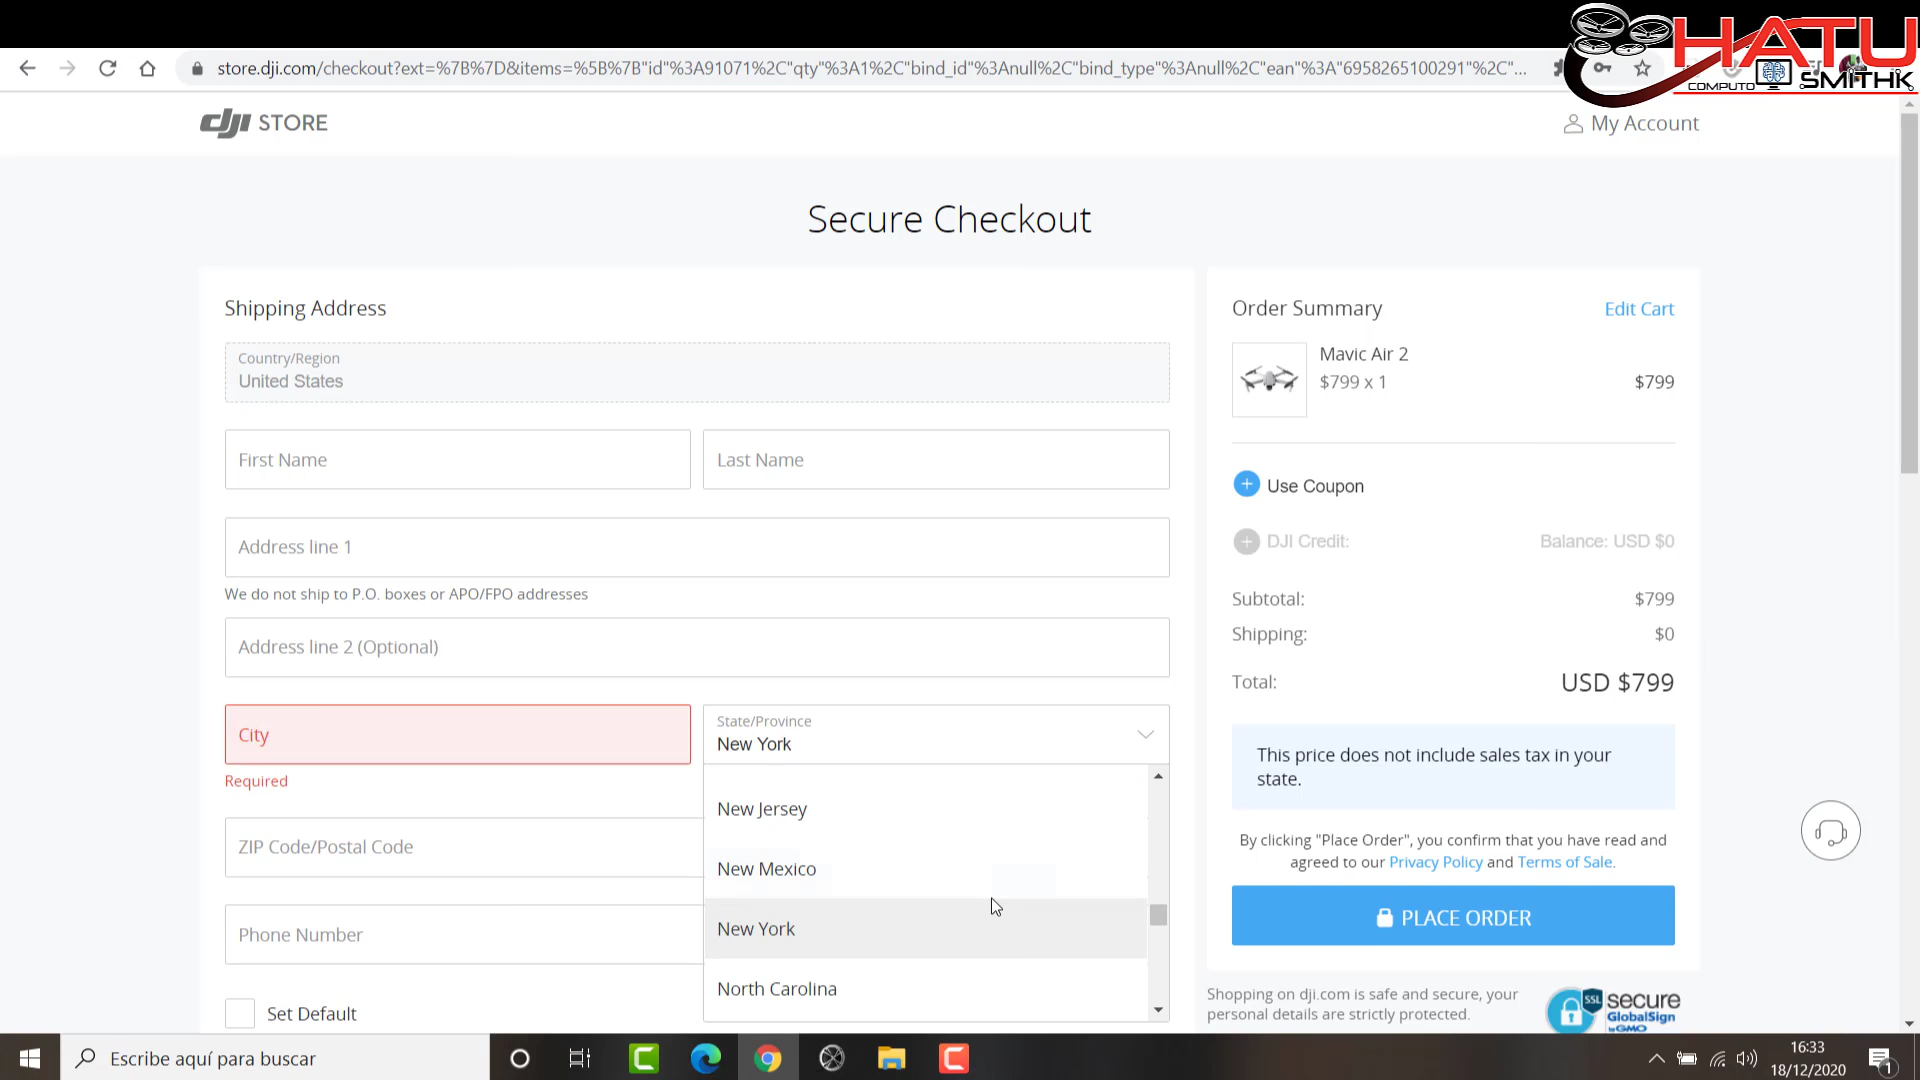 HATU
COMPUTO SMITHK
store.dji.com/checkout?ext=%7B%7D&items=%5B%7B"id"%3A91071%2C"qty"%3A1%2C"bind_id"%3Anull%2C"bind_type"%3Anull%2C"ean"%3A"6958265100291"%2C"...
dji STORE
My Account
Secure Checkout
Shipping Address
Country/Region
United States
First Name
Last Name
Address line 1
We do not ship to P.O. boxes or APO/FPO addresses
Address line 2 (Optional)
City
Required
State/Province
New York
New Jersey
New Mexico
New York
North Carolina
ZIP Code/Postal Code
Phone Number
Set Default
Order Summary
Edit Cart
Mavic Air 2
$799 x 1
$799
Use Coupon
DJI Credit:
Balance: USD $0
Subtotal:
$799
Shipping:
$0
Total:
USD $799
This price does not include sales tax in your
state.
By clicking "Place Order", you confirm that you have read and
agreed to our Privacy Policy and Terms of Sale.
PLACE ORDER
Shopping on dji.com is safe and secure, your
personal details are strictly protected.
SSL
secure
GlobalSign
by GMO
Escribe aquí para buscar
16:33
18/12/2020
1